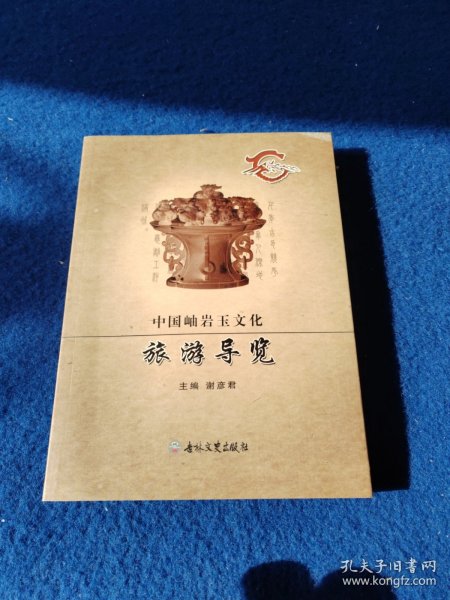 中国岫岩玉文化
旅游导览
主编 谢彦君
吉林文史出版社
孔夫子旧书网
www.kongfz.com